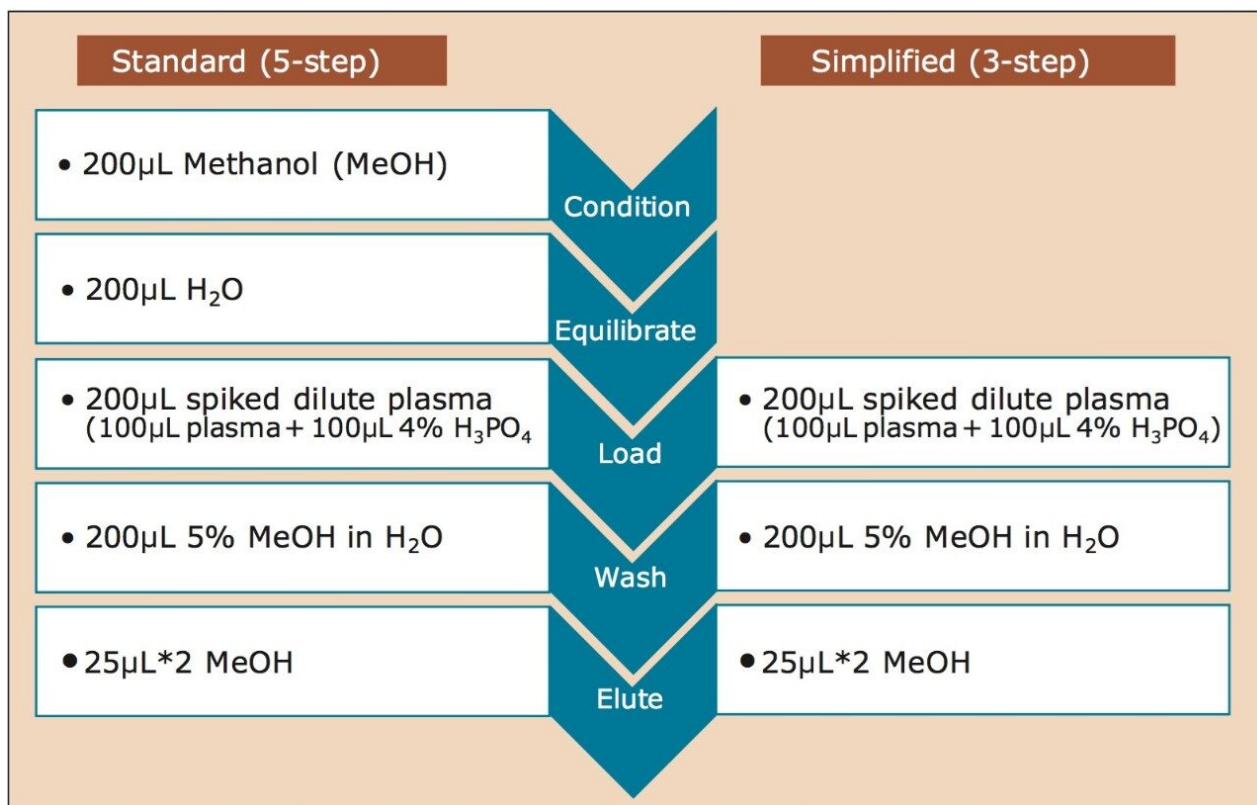 Standard (5-step)
Simplified (3-step)
• 200µL Methanol (MeOH)
Condition
• 200µL H₂O
Equilibrate
• 200µL spiked dilute plasma
(100µL plasma + 100µL 4% H₃PO₄
Load
• 200µL spiked dilute plasma
(100µL plasma + 100µL 4% H₃PO₄)
• 200µL 5% MeOH in H₂O
Wash
• 200µL 5% MeOH in H₂O
• 25µL*2 MeOH
Elute
• 25µL*2 MeOH